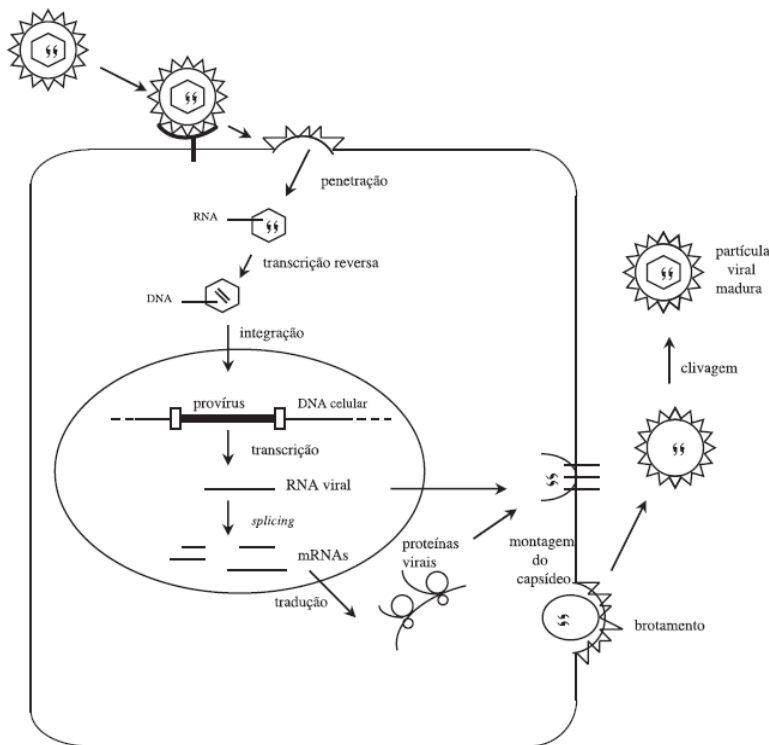 penetração
RNA
transcrição reversa
DNA
integração
provírus
DNA celular
transcrição
RNA viral
splicing
mRNAs
tradução
proteínas
virais
montagem
do
capsídeo
brotamento
clivagem
partícula
viral
madura